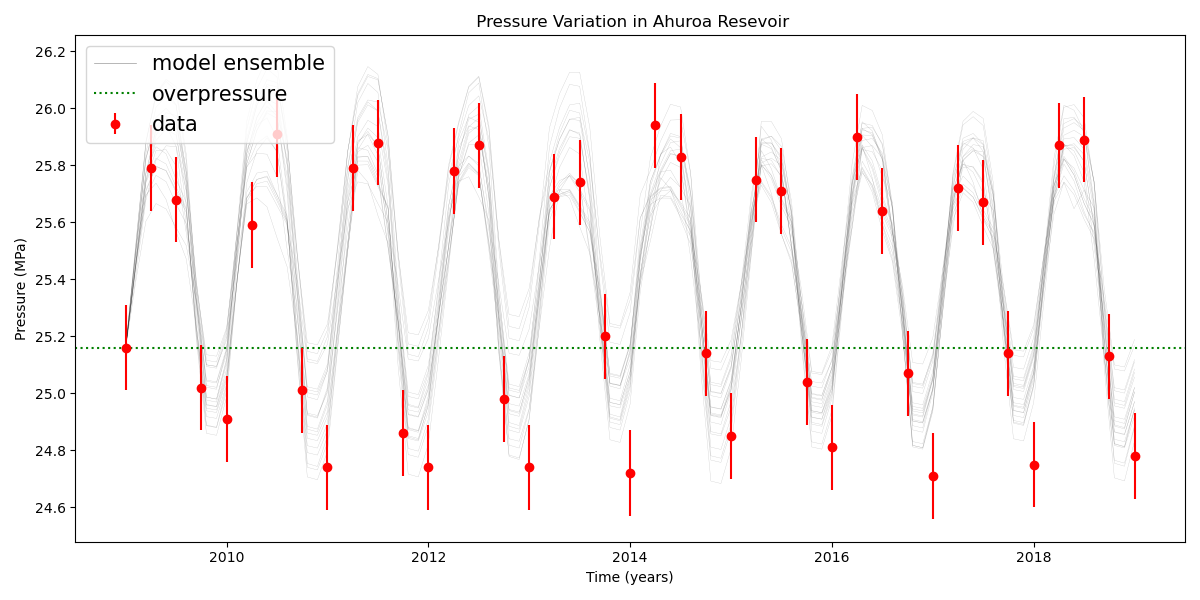 Pressure Variation in Ahuroa Resevoir
model ensemble
overpressure
data
Pressure (MPa)
26.2
26.0
25.8
25.6
25.4
25.2
25.0
24.8
24.6
2010 2012 2014 2016 2018
Time (years)